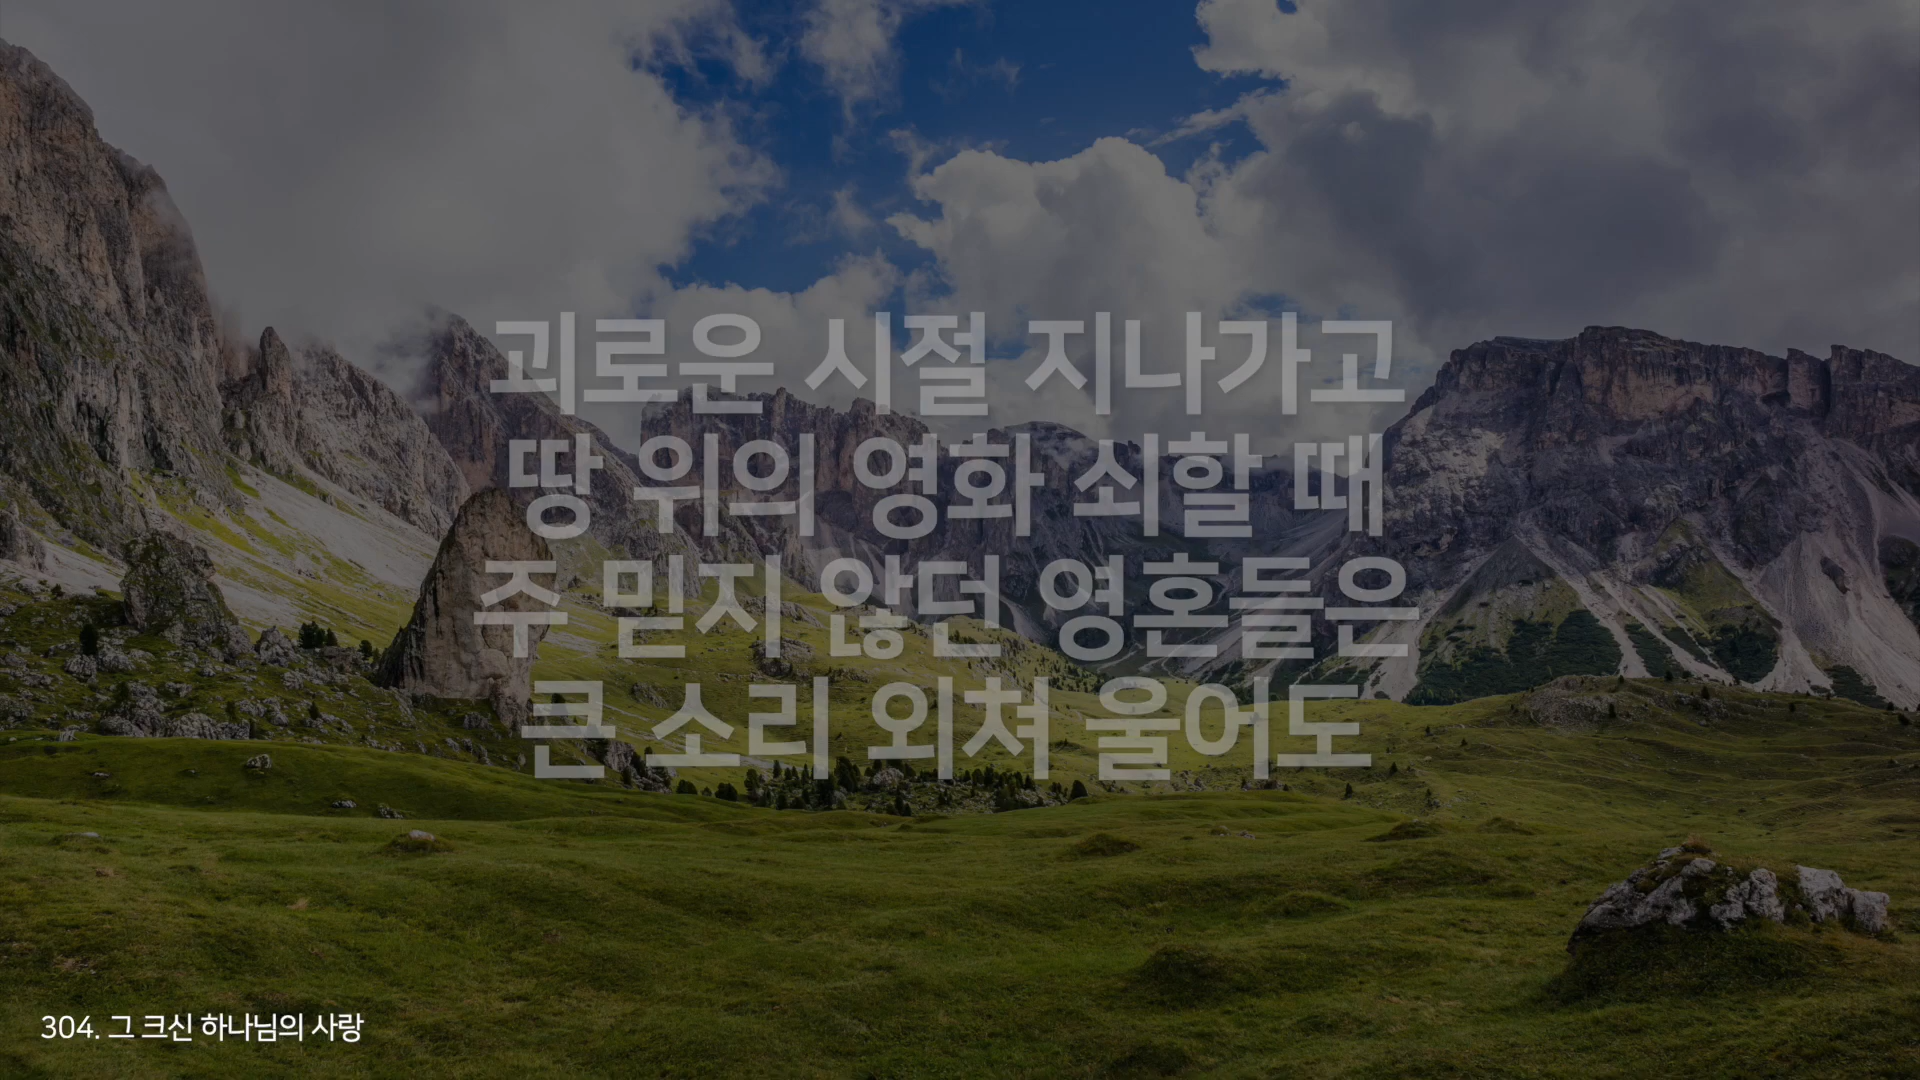 괴로운 시절 지나가고
땅 위의 영화 쇠할 때
주 믿지 않던 영혼들은
큰 소리 외쳐 울어도
304. 그 크신 하나님의 사랑